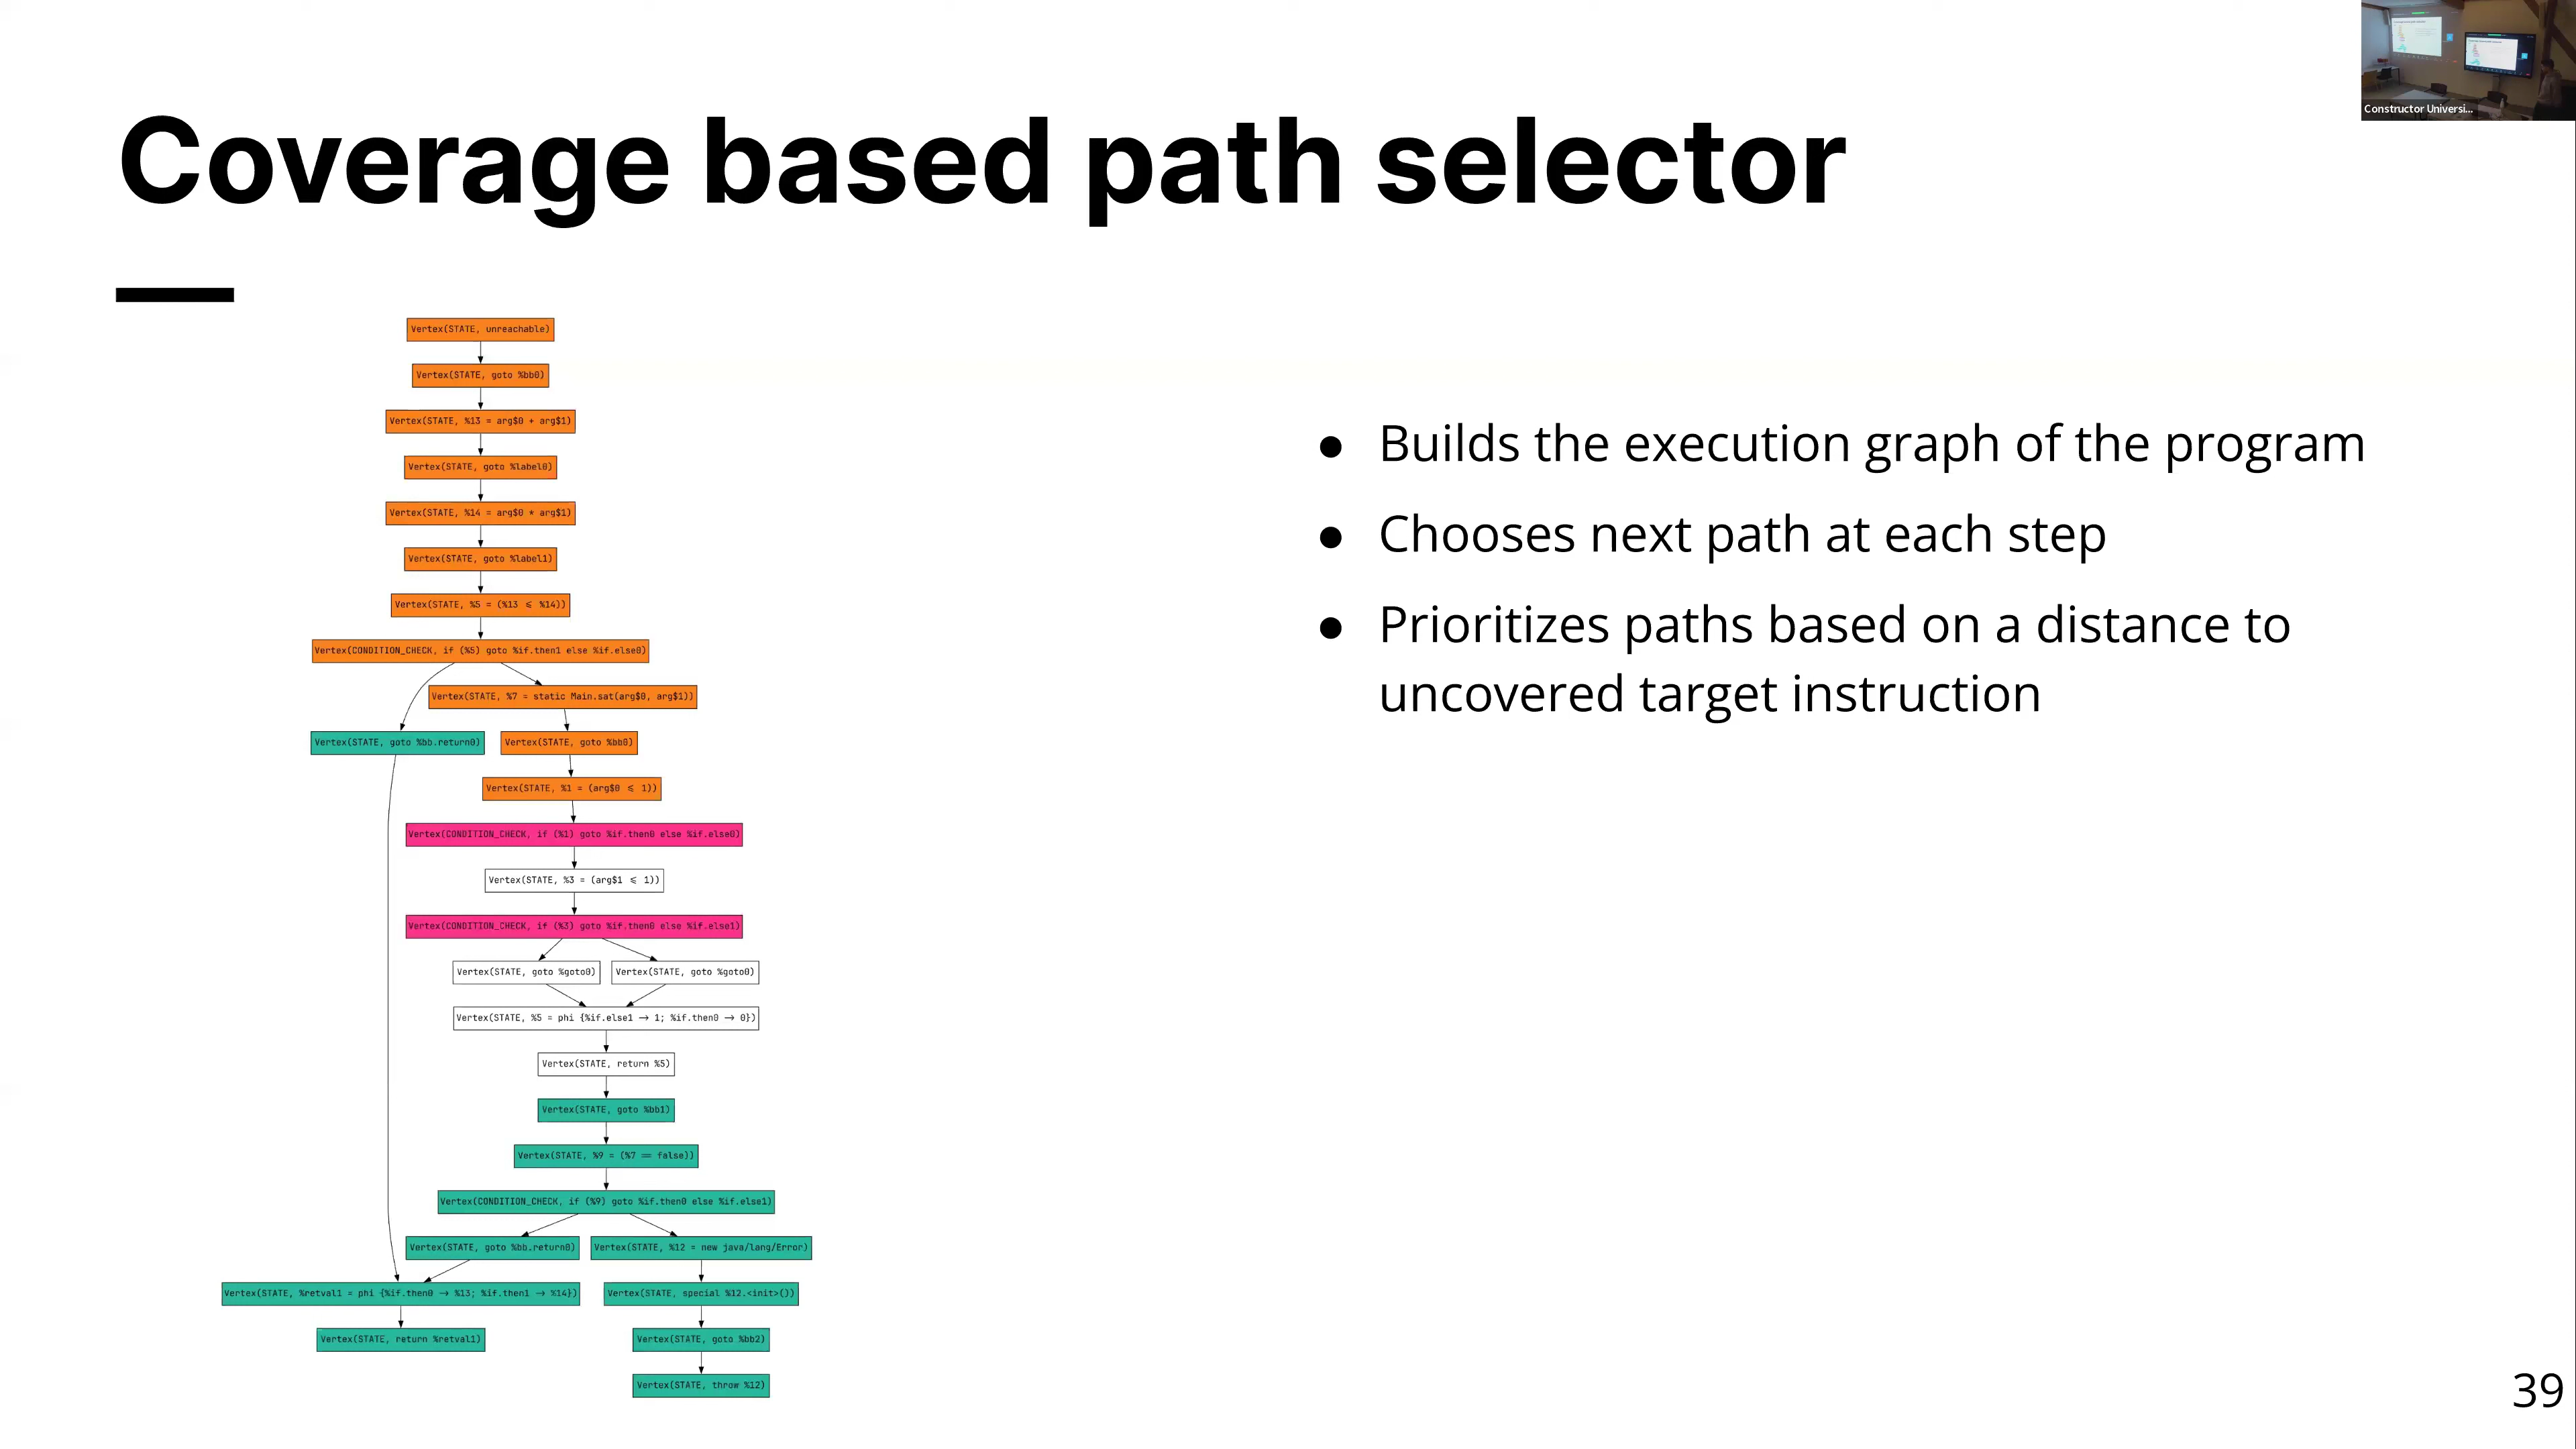 Constructor Universi...
Coverage based path selector
Vertex(STATE, unreachable)
Vertex(STATE, goto %bb0)
Vertex(STATE, %13 = arg$0 + arg$1)
Vertex(STATE, goto %label0)
Vertex(STATE, %14 = arg$0 * arg$1)
Vertex(STATE, goto %label1)
Vertex(STATE, %5 = (%13 ≤ %14))
Vertex(CONDITION_CHECK, if (%5) goto %if.then1 else %if.else0)
Vertex(STATE, %7 = static Main.sat(arg$0, arg$1))
Vertex(STATE, goto %bb.return0)
Vertex(STATE, goto %bb0)
Vertex(STATE, %1 = (arg$0 ≤ 1))
Vertex(CONDITION_CHECK, if (%1) goto %if.then0 else %if.else0)
Vertex(STATE, %3 = (arg$1 ≤ 1))
Vertex(CONDITION_CHECK, if (%3) goto %if.then0 else %if.else1)
Vertex(STATE, goto %goto0)
Vertex(STATE, goto %goto0)
Vertex(STATE, %5 = phi {%if.else1 → 1; %if.then0 → 0})
Vertex(STATE, return %5)
Vertex(STATE, goto %bb1)
Vertex(STATE, %9 = (%7 == false))
Vertex(CONDITION_CHECK, if (%9) goto %if.then0 else %if.else1)
Vertex(STATE, goto %bb.return0)
Vertex(STATE, %12 = new java/lang/Error)
Vertex(STATE, %retval1 = phi {%if.then0 → %13; %if.then1 → %14})
Vertex(STATE, special %12.<init>())
Vertex(STATE, return %retval1)
Vertex(STATE, goto %bb2)
Vertex(STATE, throw %12)
● Builds the execution graph of the program
● Chooses next path at each step
● Prioritizes paths based on a distance to
uncovered target instruction
39